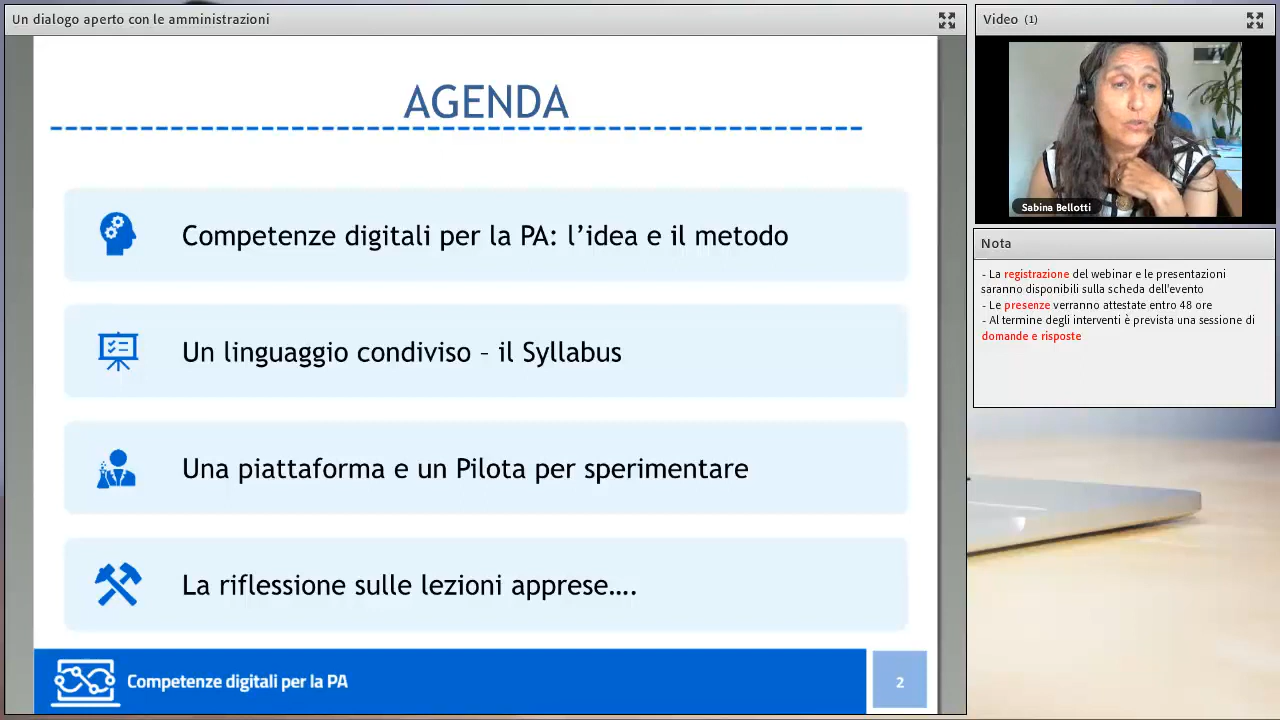 Un dialogo aperto con le amministrazioni
AGENDA
Competenze digitali per la PA: l’idea e il metodo
Un linguaggio condiviso – il Syllabus
Una piattaforma e un Pilota per sperimentare
La riflessione sulle lezioni apprese….
Competenze digitali per la PA
2
Video (1)
Sabina Bellotti
Nota
- La registrazione del webinar e le presentazioni
saranno disponibili sulla scheda dell'evento
- Le presenze verranno attestate entro 48 ore
- Al termine degli interventi è prevista una sessione di
domande e risposte